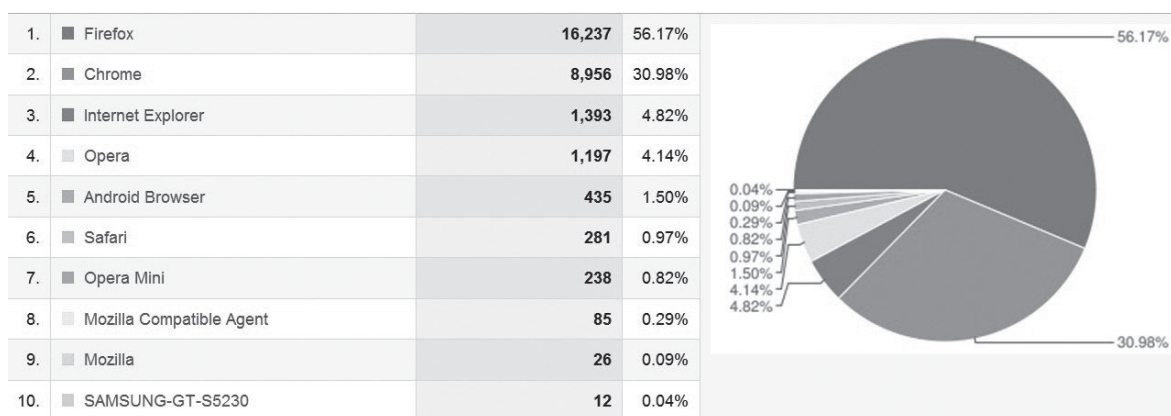 1. Firefox 16,237 56.17%
2. Chrome 8,956 30.98%
3. Internet Explorer 1,393 4.82%
4. Opera 1,197 4.14%
5. Android Browser 435 1.50%
6. Safari 281 0.97%
7. Opera Mini 238 0.82%
8. Mozilla Compatible Agent 85 0.29%
9. Mozilla 26 0.09%
10. SAMSUNG-GT-S5230 12 0.04%
56.17%
0.04%
0.09%
0.29%
0.82%
0.97%
1.50%
4.14%
4.82%
30.98%